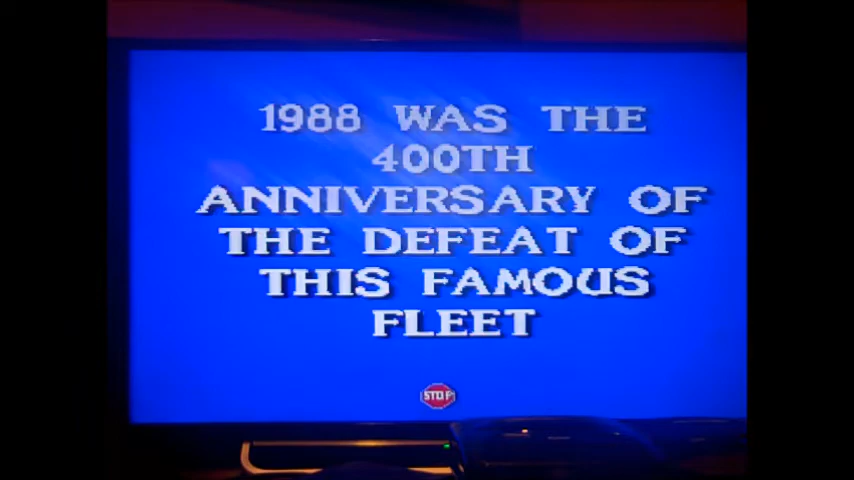 1988 WAS THE
400TH
ANNIVERSARY OF
THE DEFEAT OF
THIS FAMOUS
FLEET
STOP